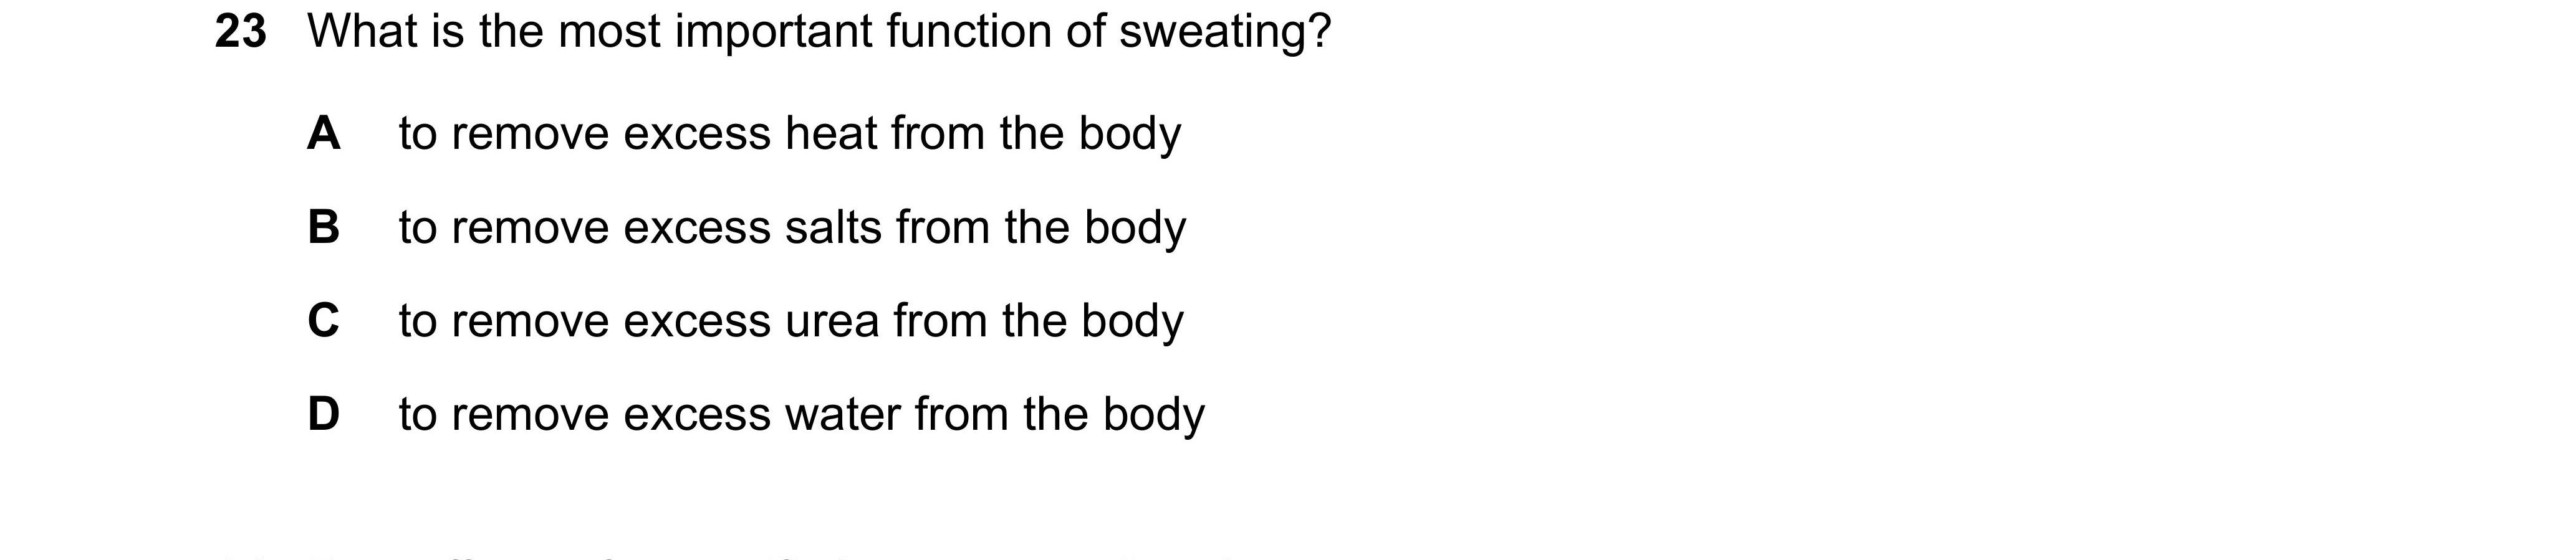 23 What is the most important function of sweating?
A to remove excess heat from the body
B to remove excess salts from the body
C to remove excess urea from the body
D to remove excess water from the body